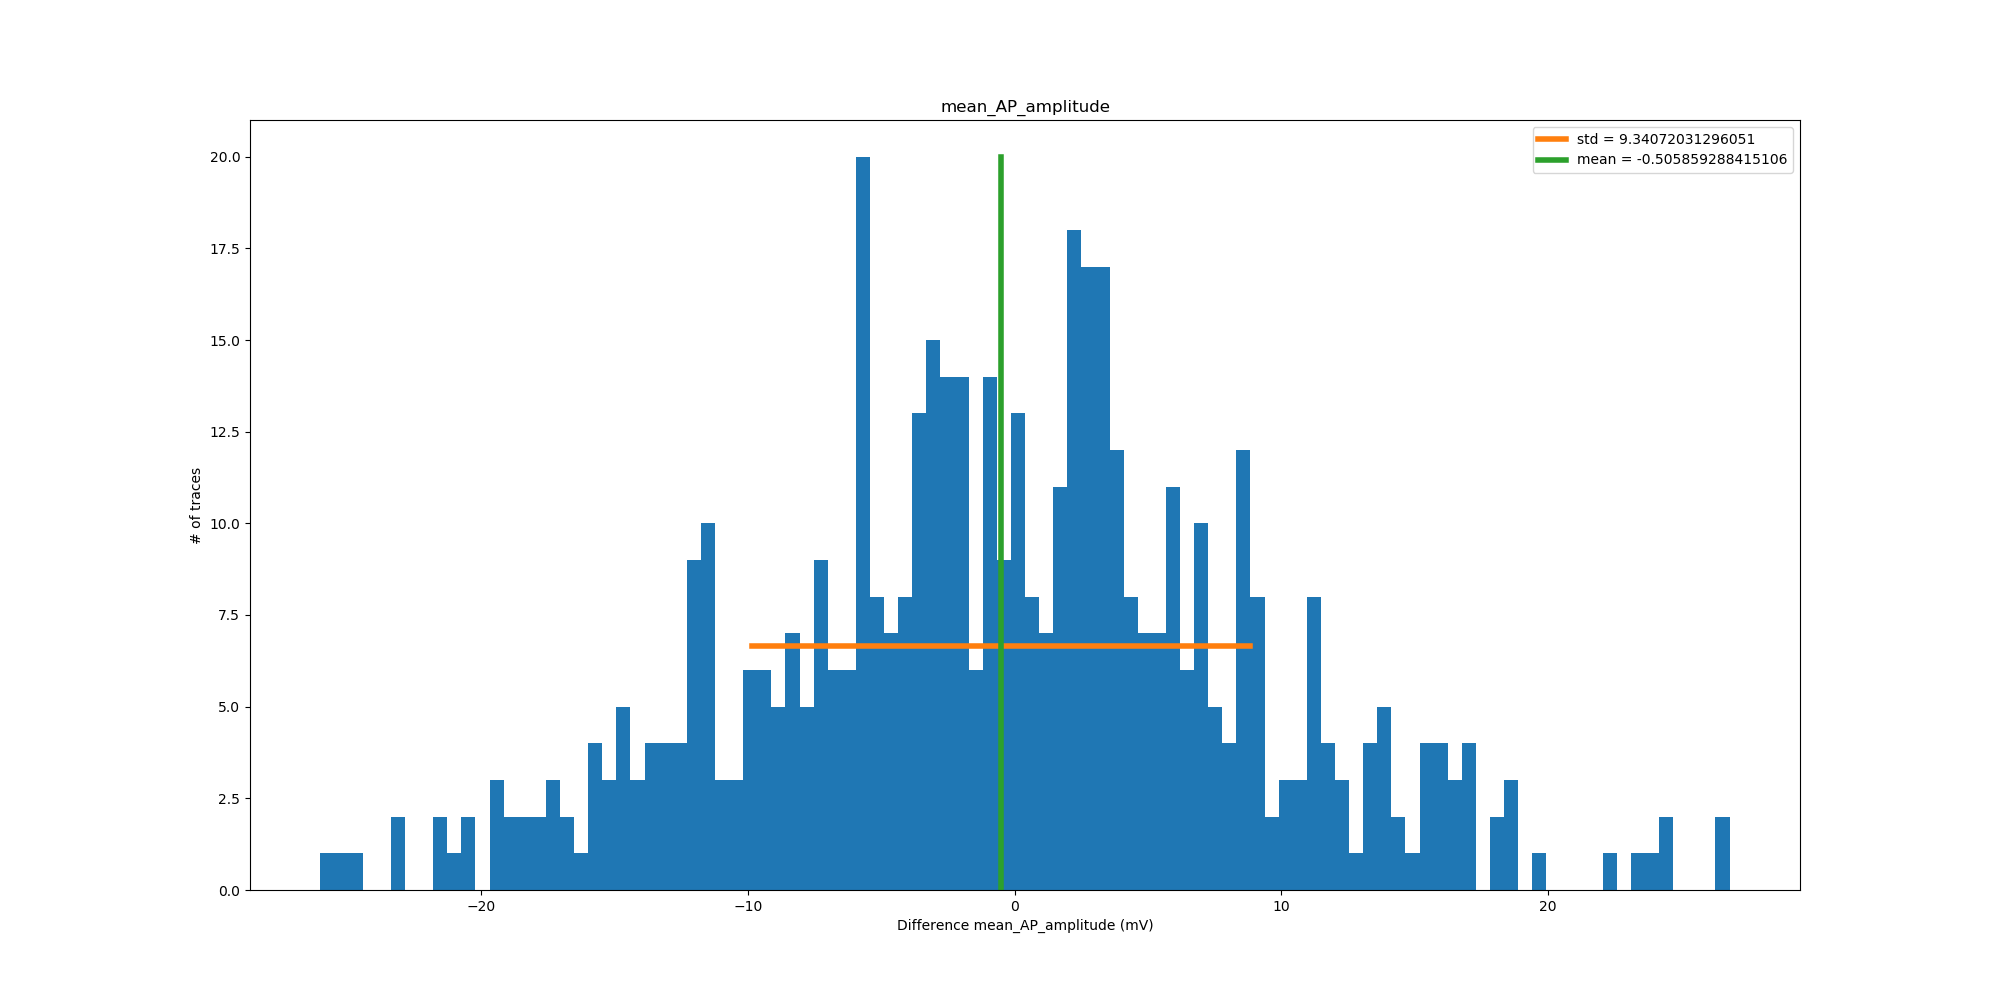 mean_AP_amplitude
std = 9.34072031296051
mean = -0.505859288415106
20.0
17.5
15.0
12.5
10.0
7.5
5.0
2.5
0.0
# of traces
−20
−10
0
10
20
Difference mean_AP_amplitude (mV)